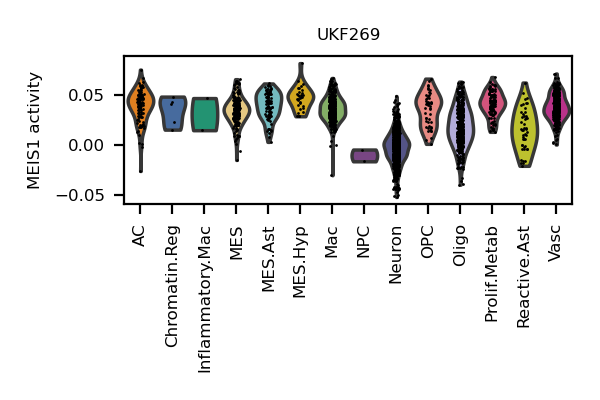 UKF269
MEIS1 activity
0.05
0.00
−0.05
AC
Chromatin.Reg
Inflammatory.Mac
MES
MES.Ast
MES.Hyp
Mac
NPC
Neuron
OPC
Oligo
Prolif.Metab
Reactive.Ast
Vasc